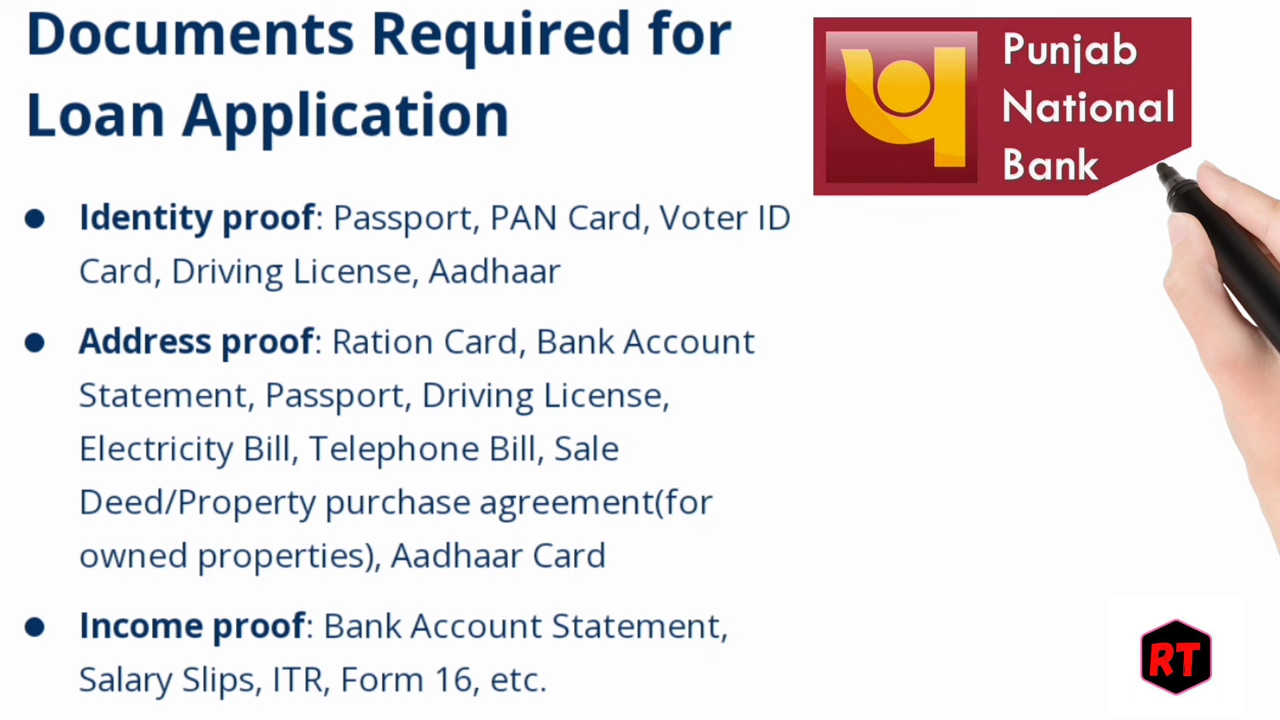 Documents Required for
Loan Application
Punjab
National
Bank
● Identity proof: Passport, PAN Card, Voter ID
Card, Driving License, Aadhaar
● Address proof: Ration Card, Bank Account
Statement, Passport, Driving License,
Electricity Bill, Telephone Bill, Sale
Deed/Property purchase agreement(for
owned properties), Aadhaar Card
● Income proof: Bank Account Statement,
Salary Slips, ITR, Form 16, etc.
RT